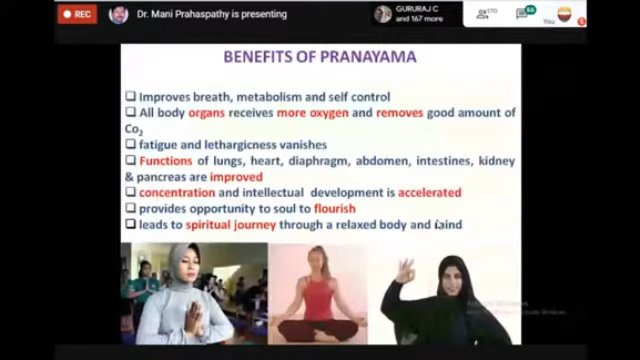 REC
Dr. Mani Prahaspathy is presenting
GURURAJ C
and 167 more
170
You
BENEFITS OF PRANAYAMA
❑ Improves breath, metabolism and self control
❑ All body organs receives more oxygen and removes good amount of
Co2
❑ fatigue and lethargicness vanishes
❑ Functions of lungs, heart, diaphragm, abdomen, intestines, kidney
& pancreas are improved
❑ concentration and intellectual development is accelerated
❑ provides opportunity to soul to flourish
❑ leads to spiritual journey through a relaxed body and